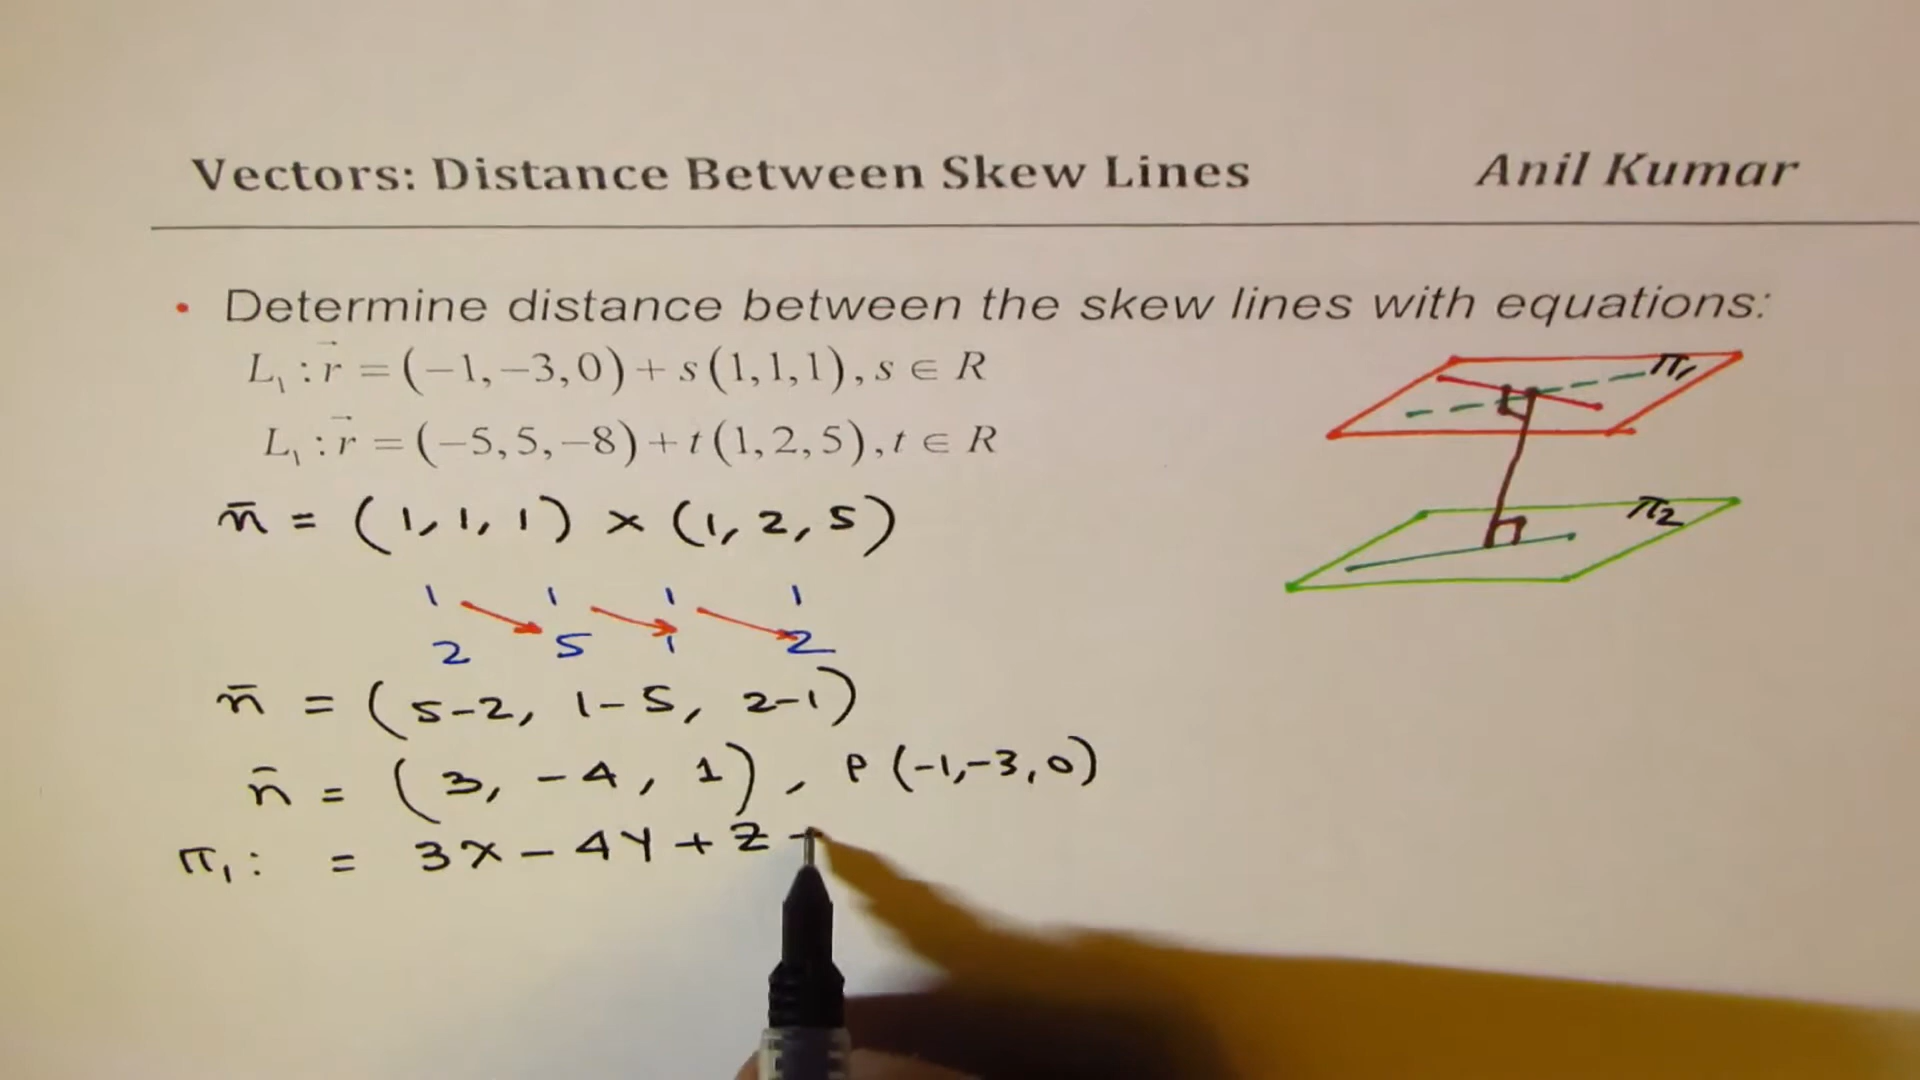 Vectors: Distance Between Skew Lines
Anil Kumar
• Determine distance between the skew lines with equations:
L₁ : r⃗ = (−1,−3,0) + s(1,1,1), s ∈ R
L₁ : r⃗ = (−5,5,−8) + t(1,2,5), t ∈ R
n̄ = (1, 1, 1) × (1, 2, 5)
1 1 1 1
2 5 1 2
n̄ = (5-2, 1-5, 2-1)
n̄ = (3, -4, 1), P(-1,-3,0)
π₁: = 3x - 4y + z +
π₁
π₂